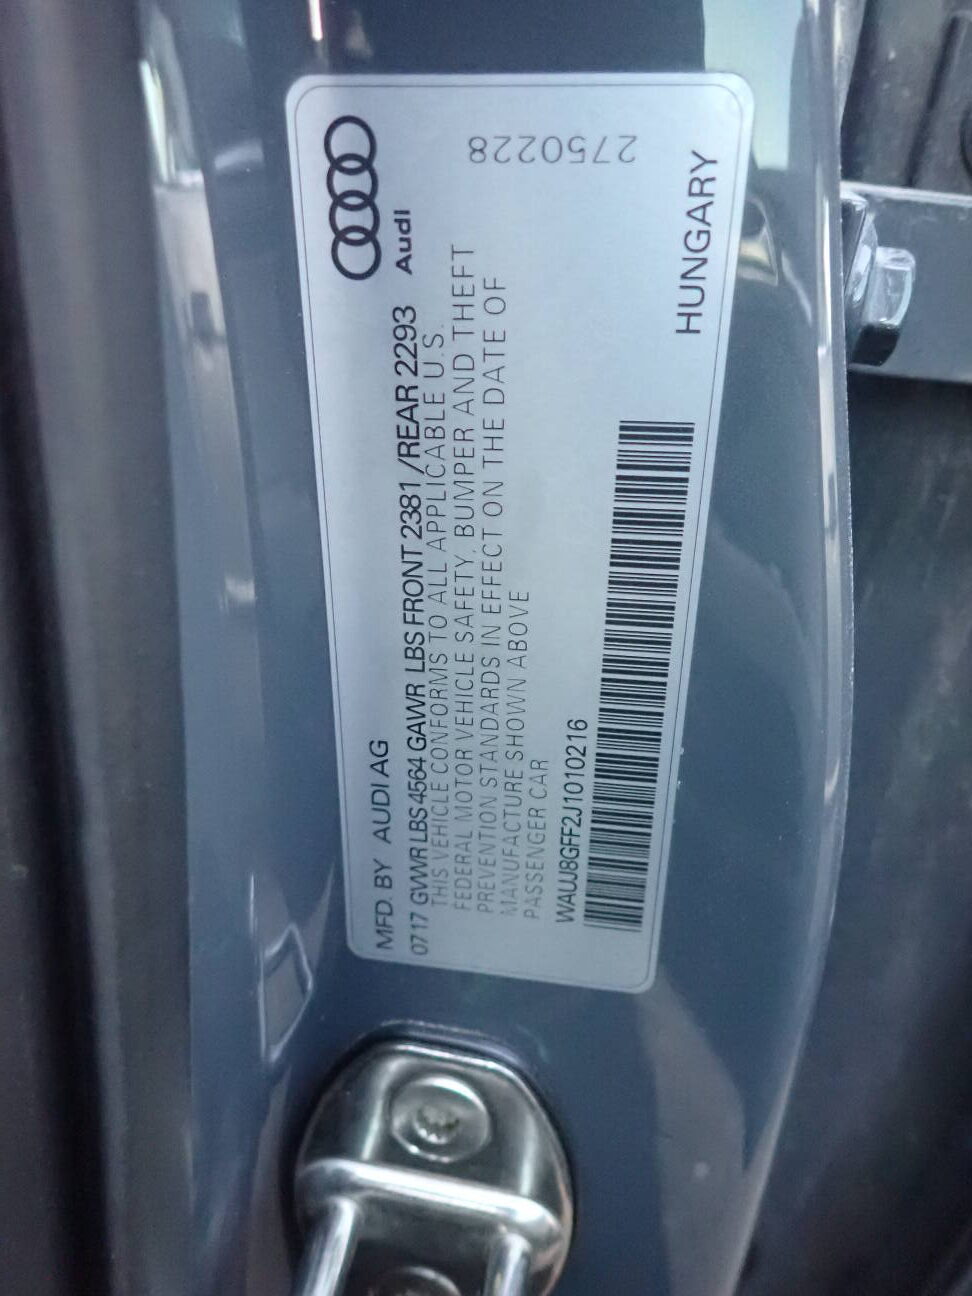 Audi
MFD. BY AUDI AG
0717 GVWR LBS 4564 GAWR LBS FRONT 2381 /REAR 2293
THIS VEHICLE CONFORMS TO ALL APPLICABLE U.S.
FEDERAL MOTOR VEHICLE SAFETY, BUMPER AND THEFT
PREVENTION STANDARDS IN EFFECT ON THE DATE OF
MANUFACTURE SHOWN ABOVE
PASSENGER CAR
2750228
WAUJ8GFF2J1010216
HUNGARY